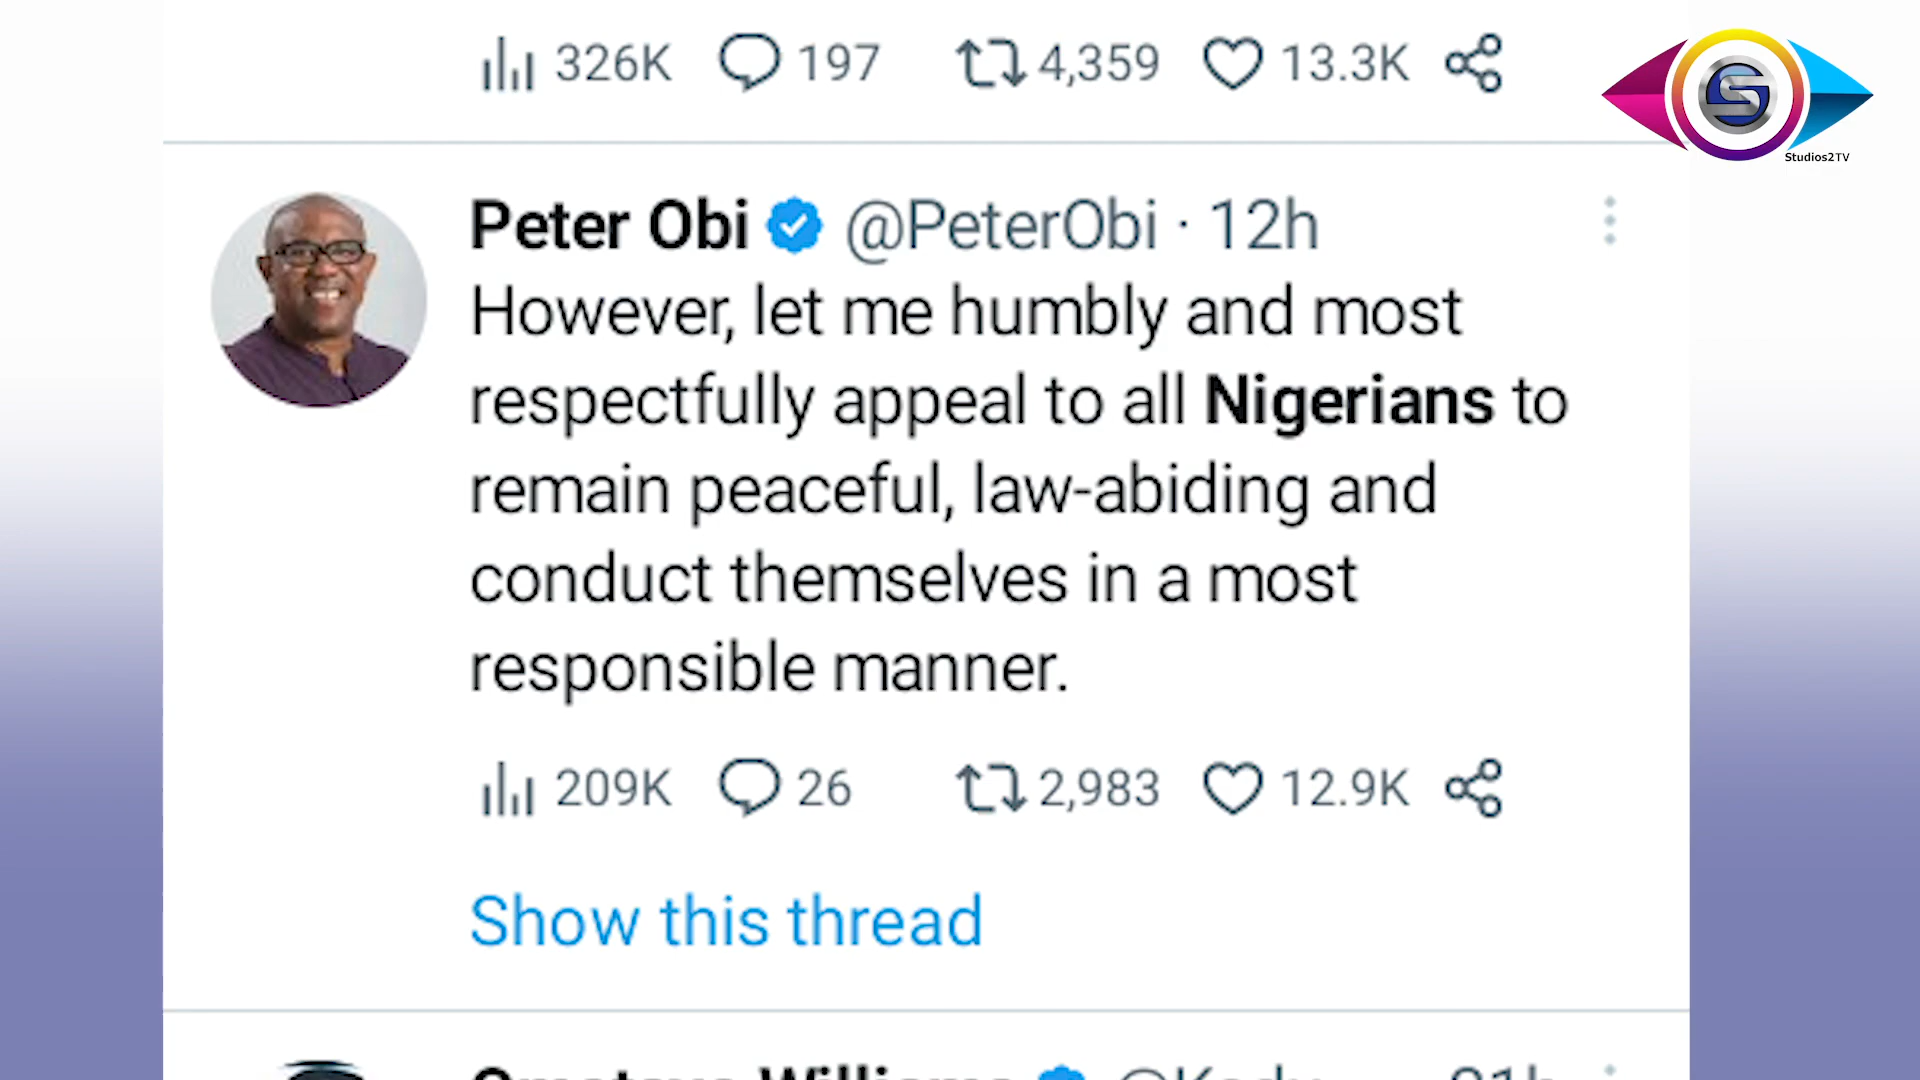 326K 197 4,359 13.3K
Studios2TV
Peter Obi @PeterObi · 12h
However, let me humbly and most
respectfully appeal to all Nigerians to
remain peaceful, law-abiding and
conduct themselves in a most
responsible manner.
209K 26 2,983 12.9K
Show this thread